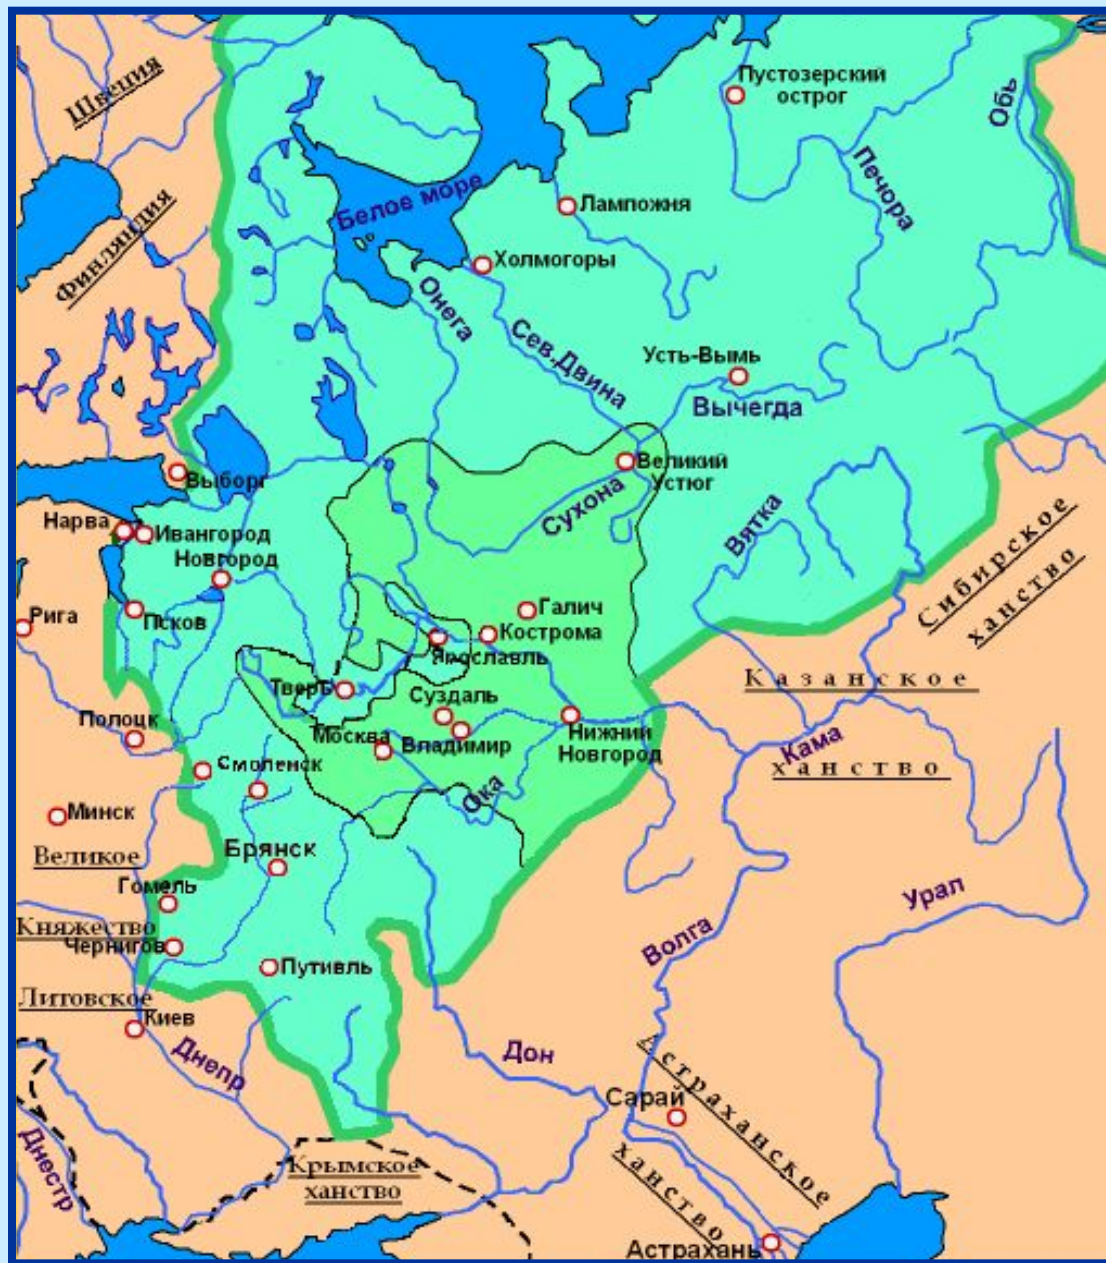 Швеция
Пустозерский
острог
Обь
Печора
Финляндия
Белое море
Лампожня
Холмогоры
Онега
Сев.Двина
Усть-Вымь
Вычегда
Выборг
Великий
Устюг
Сухона
Вятка
Нарва
Ивангород
Новгород
Сибирское
ханство
Рига
Псков
Галич
Кострома
Ярославль
Казанское
ханство
Тверь
Суздаль
Полоцк
Москва
Владимир
Нижний
Новгород
Кама
Смоленск
Ока
Минск
Великое
Княжество
Литовское
Брянск
Гомель
Чернигов
Урал
Волга
Путивль
Киев
Днепр
Дон
Сарай
Астраханское
ханство
Днестр
Крымское
ханство
Астрахань